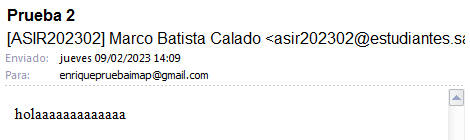 Prueba 2
[ASIR202302] Marco Batista Calado <asir202302@estudiantes.sa
Enviado: jueves 09/02/2023 14:09
Para: enriquepruebaimap@gmail.com
holaaaaaaaaaaaaa